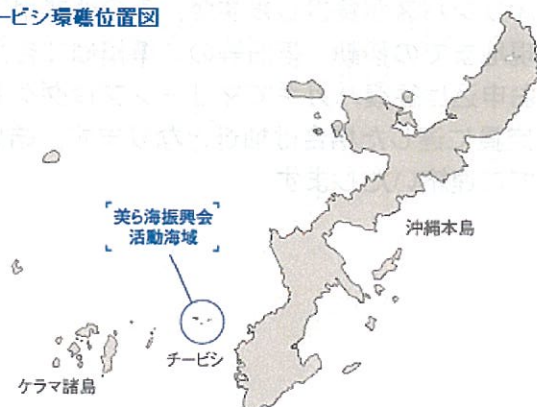 ービシ環礁位置図
美ら海振興会
活動海域
沖縄本島
チービシ
ケラマ諸島